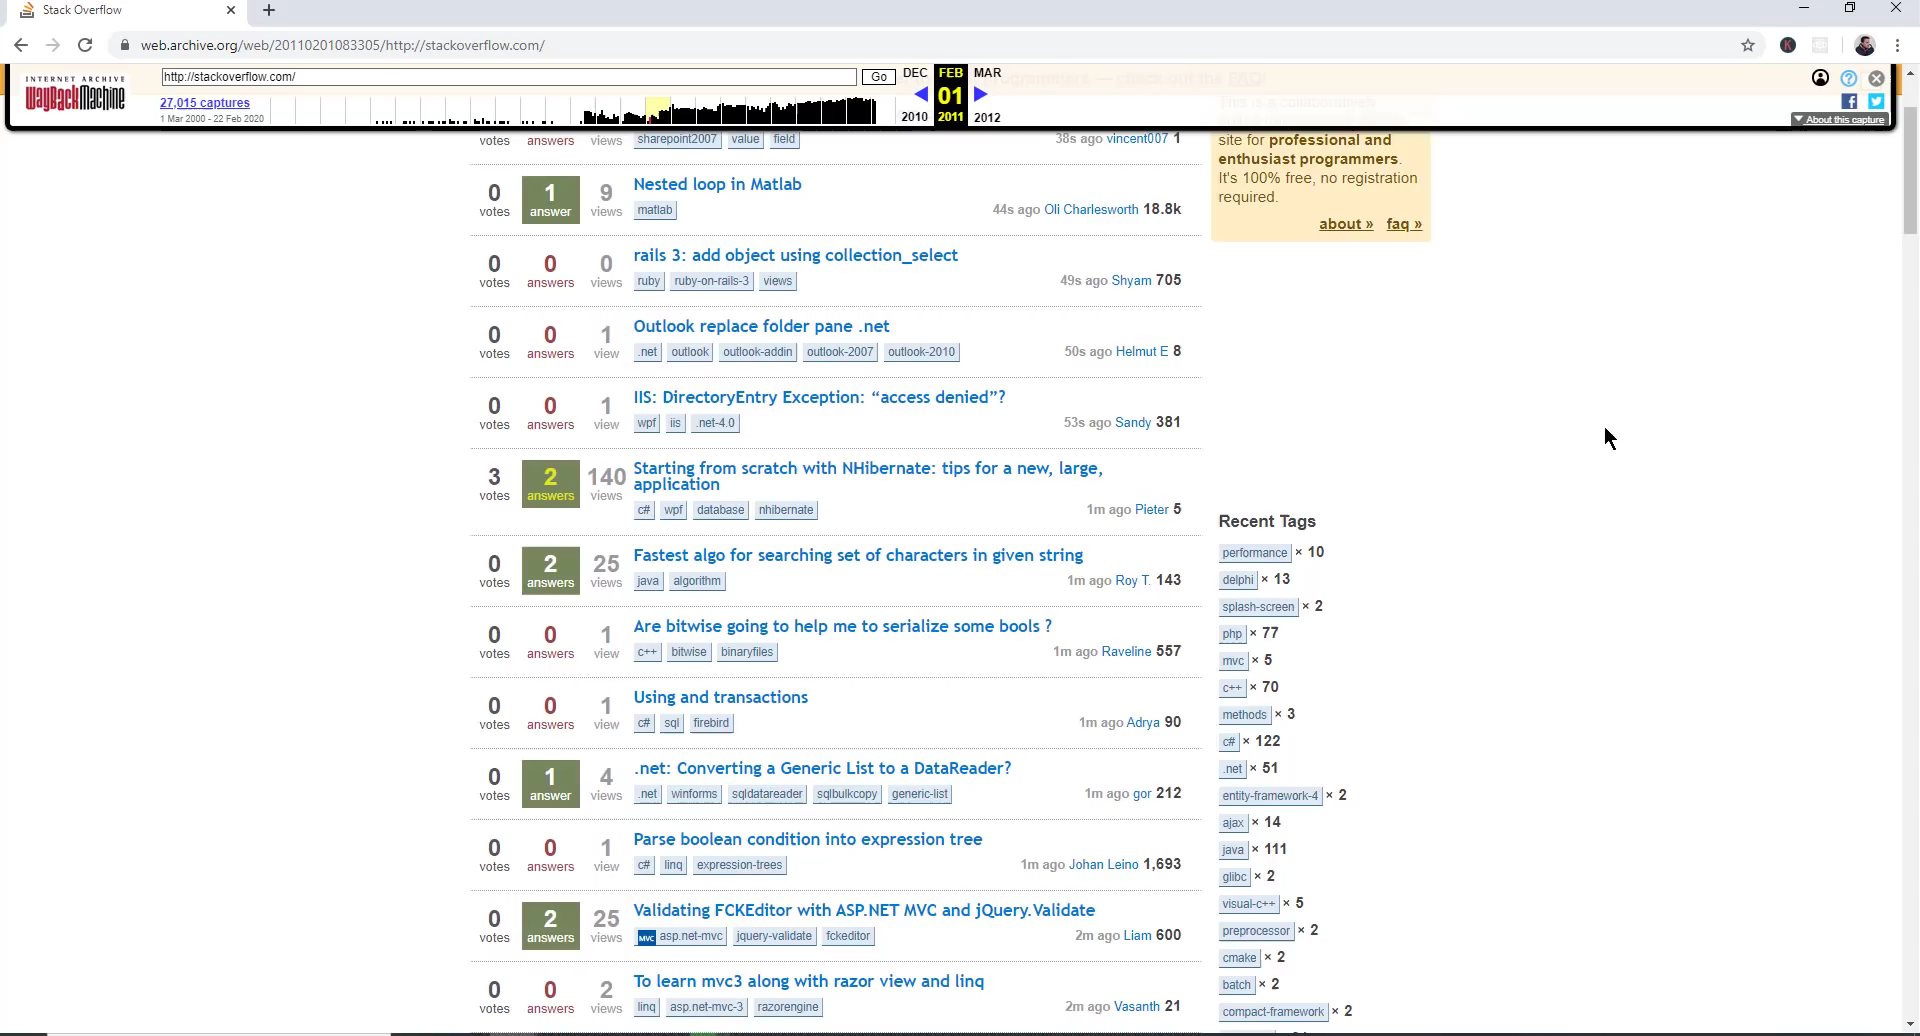 Stack Overflow
web.archive.org/web/20110201083305/http://stackoverflow.com/
INTERNET ARCHIVE
WayBackMachine
http://stackoverflow.com/
Go
DEC
FEB
MAR
27,015 captures
01
1 Mar 2000 - 22 Feb 2020
2010
2011
2012
About this capture
answers views sharepoint2007 value field 38s ago vincent007 1
site for professional and
enthusiast programmers.
It's 100% free, no registration
required.
about » faq »
0 1 9 Nested loop in Matlab
votes answer views matlab 44s ago Oli Charlesworth 18.8k
0 0 0 rails 3: add object using collection_select
votes answers views ruby ruby-on-rails-3 views 49s ago Shyam 705
0 0 1 Outlook replace folder pane .net
votes answers view .net outlook outlook-addin outlook-2007 outlook-2010 50s ago Helmut E 8
0 0 1 IIS: DirectoryEntry Exception: “access denied”?
votes answers view wpf iis .net-4.0 53s ago Sandy 381
3 2 140 Starting from scratch with NHibernate: tips for a new, large,
votes answers views application
c# wpf database nhibernate 1m ago Pieter 5
0 2 25 Fastest algo for searching set of characters in given string
votes answers views java algorithm 1m ago Roy T. 143
0 0 1 Are bitwise going to help me to serialize some bools ?
votes answers view c++ bitwise binaryfiles 1m ago Raveline 557
0 0 1 Using and transactions
votes answers view c# sql firebird 1m ago Adrya 90
0 1 4 .net: Converting a Generic List to a DataReader?
votes answer views .net winforms sqldatareader sqlbulkcopy generic-list 1m ago gor 212
0 0 1 Parse boolean condition into expression tree
votes answers view c# linq expression-trees 1m ago Johan Leino 1,693
0 2 25 Validating FCKEditor with ASP.NET MVC and jQuery.Validate
votes answers views MVC asp.net-mvc jquery-validate fckeditor 2m ago Liam 600
0 0 2 To learn mvc3 along with razor view and linq
votes answers views linq asp.net-mvc-3 razorengine 2m ago Vasanth 21
Recent Tags
performance × 10
delphi × 13
splash-screen × 2
php × 77
mvc × 5
c++ × 70
methods × 3
c# × 122
.net × 51
entity-framework-4 × 2
ajax × 14
java × 111
glibc × 2
visual-c++ × 5
preprocessor × 2
cmake × 2
batch × 2
compact-framework × 2